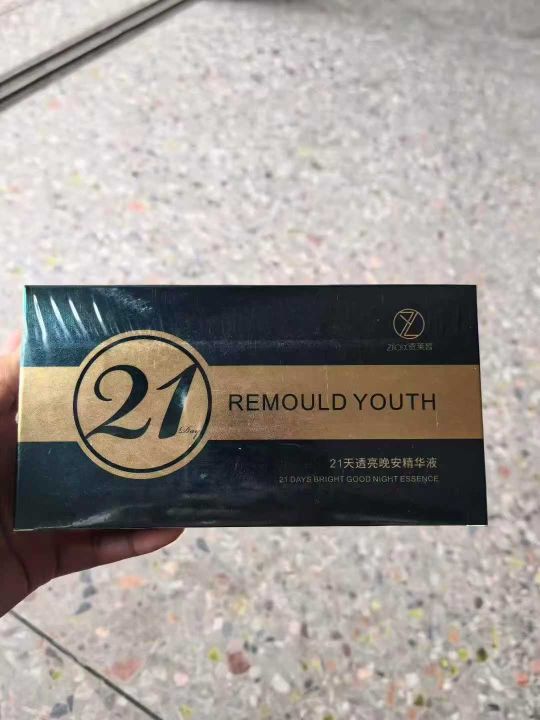 21
Day
REMOULD YOUTH
21天透亮晚安精华液
21 DAYS BRIGHT GOOD NIGHT ESSENCE